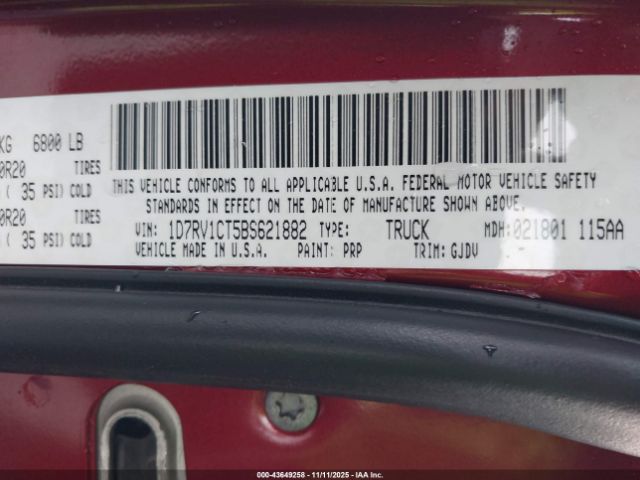 KG 6800 LB
0R20 TIRES
( 35 PSI) COLD
0R20 TIRES
( 35 PSI) COLD
THIS VEHICLE CONFORMS TO ALL APPLICABLE U.S.A. FEDERAL MOTOR VEHICLE SAFETY
STANDARDS IN EFFECT ON THE DATE OF MANUFACTURE SHOWN ABOVE.
VIN: 1D7RV1CT5BS621882 TYPE: TRUCK MDH:021801 115AA
VEHICLE MADE IN U.S.A. PAINT: PRP TRIM: GJDV
000-43649258 - 11/11/2025 - IAA Inc.